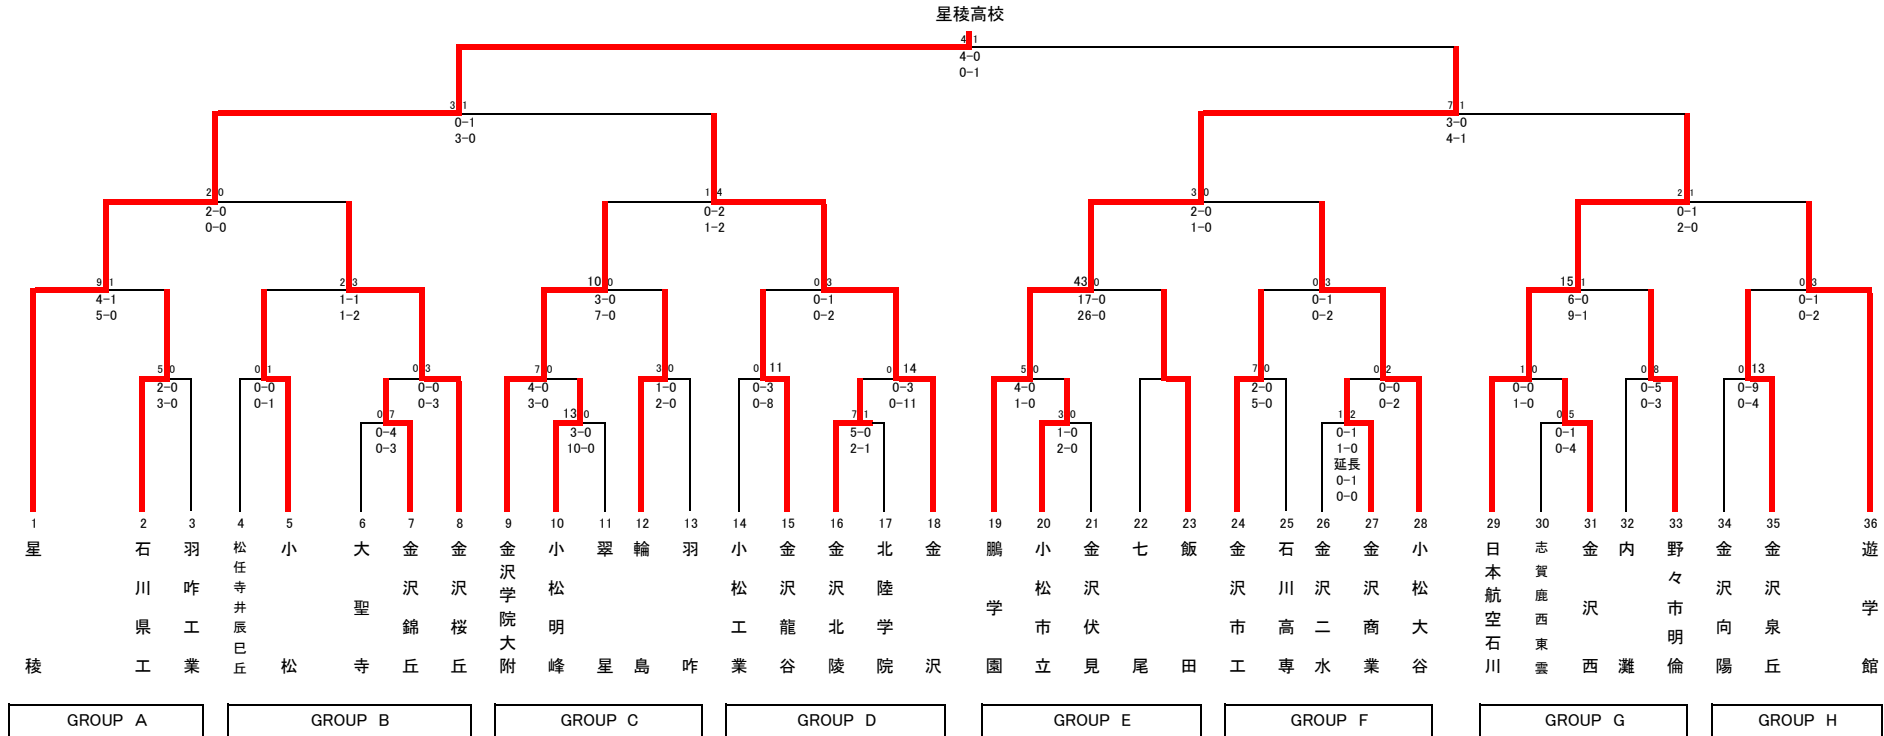 星稜高校
4 1
4-0
0-1
3 1
0-1
3-0
7 1
3-0
4-1
2 0
2-0
0-0
1 4
0-2
1-2
3 0
2-0
1-0
2 1
0-1
2-0
9 1
4-1
5-0
2 3
1-1
1-2
10 0
3-0
7-0
0 3
0-1
0-2
43 0
17-0
26-0
0 3
0-1
0-2
15 1
6-0
9-1
0 3
0-1
0-2
5 0
2-0
3-0
0 1
0-0
0-1
0 3
0-0
0-3
7 0
4-0
3-0
3 0
1-0
2-0
0 11
0-3
0-8
0 14
0-3
0-11
5 0
4-0
1-0
7 0
2-0
5-0
0 2
0-0
0-2
1 0
0-0
1-0
0 8
0-5
0-3
0 13
0-9
0-4
0 7
0-4
0-3
13 0
3-0
10-0
7 1
5-0
2-1
3 0
1-0
2-0
1 2
0-1
1-0
延長
0-1
0-0
0 5
0-1
0-4
1 2 3 4 5 6 7 8 9 10 11 12 13 14 15 16 17 18 19 20 21 22 23 24 25 26 27 28 29 30 31 32 33 34 35 36
星稜
石川県工
羽咋工業
松任寺井辰巳丘
小松
大聖寺
金沢錦丘
金沢桜丘
金沢学院大附
小松明峰
翠星
輪島
羽咋
小松工業
金沢龍谷
金沢北陵
北陸学院
金沢
鵬学園
小松市立
金沢伏見
七尾
飯田
金沢市工
石川高専
金沢二水
金沢商業
小松大谷
日本航空石川
志賀鹿西東雲
金沢西
内灘
野々市明倫
金沢向陽
金沢泉丘
遊学館
GROUP A
GROUP B
GROUP C
GROUP D
GROUP E
GROUP F
GROUP G
GROUP H